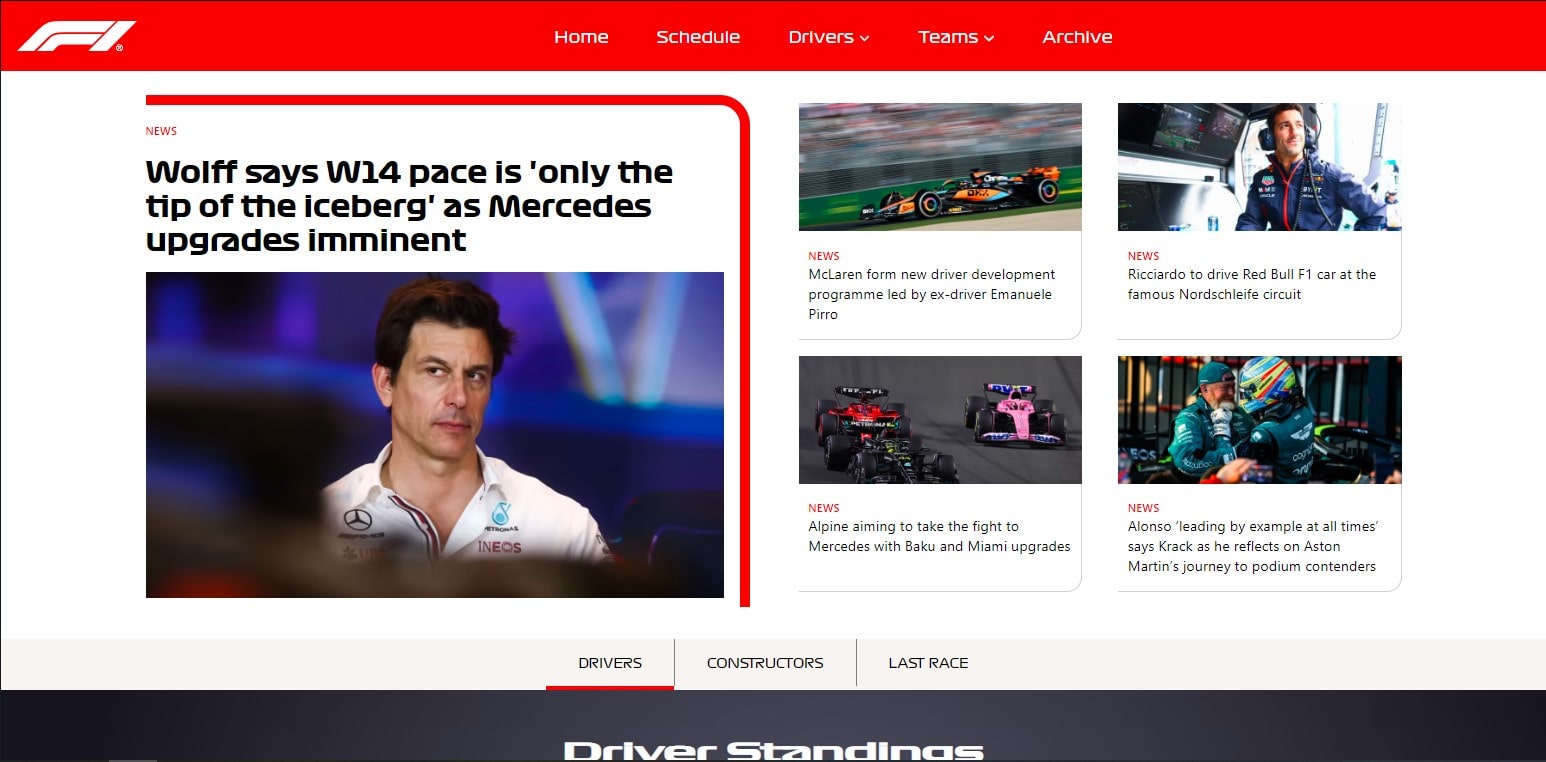 F1
Home
Schedule
Drivers
Teams
Archive
NEWS
Wolff says W14 pace is 'only the
tip of the iceberg' as Mercedes
upgrades imminent
PETRONAS
INEOS
NEWS
McLaren form new driver development
programme led by ex-driver Emanuele
Pirro
NEWS
Ricciardo to drive Red Bull F1 car at the
famous Nordschleife circuit
NEWS
Alpine aiming to take the fight to
Mercedes with Baku and Miami upgrades
NEWS
Alonso ‘leading by example at all times’
says Krack as he reflects on Aston
Martin’s journey to podium contenders
DRIVERS
CONSTRUCTORS
LAST RACE
Driver Standings